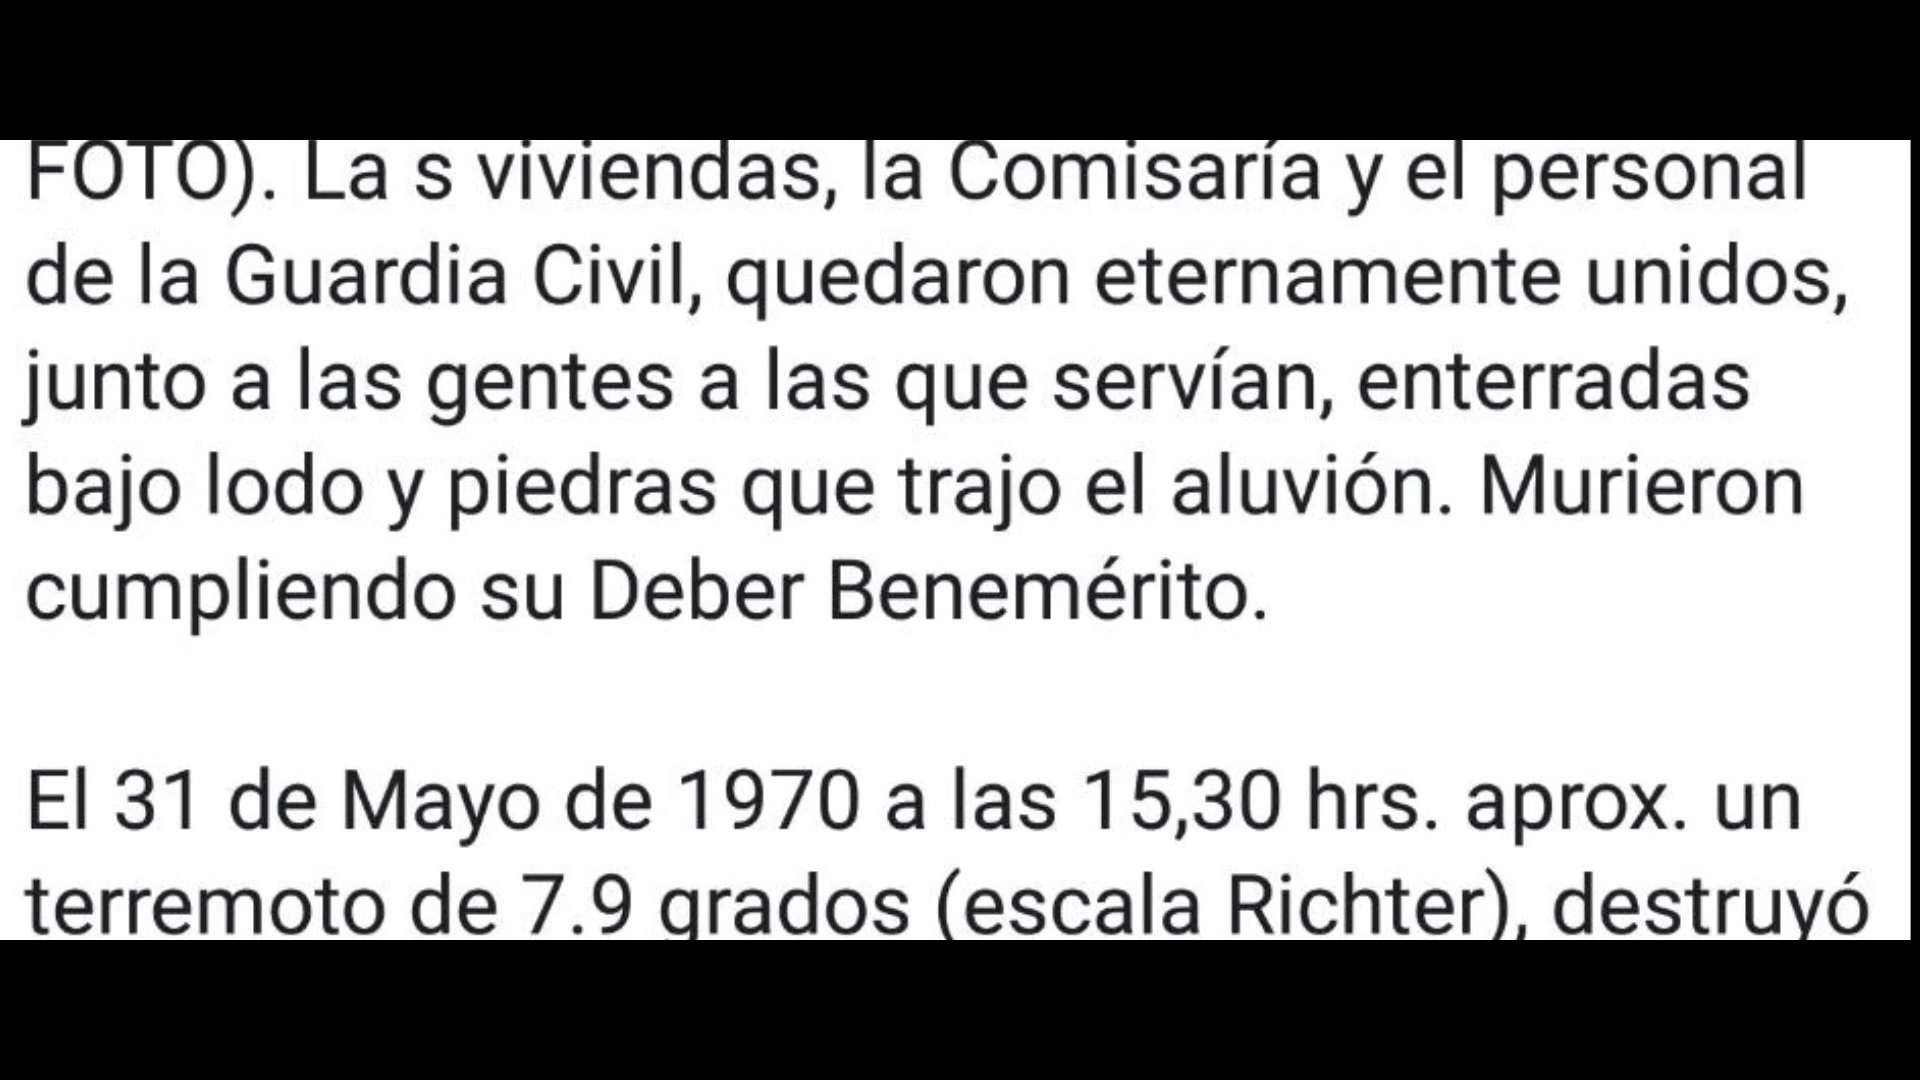 FOTO). La s viviendas, la Comisaría y el personal
de la Guardia Civil, quedaron eternamente unidos,
junto a las gentes a las que servían, enterradas
bajo lodo y piedras que trajo el aluvión. Murieron
cumpliendo su Deber Benemérito.
El 31 de Mayo de 1970 a las 15,30 hrs. aprox. un
terremoto de 7.9 grados (escala Richter), destruyó